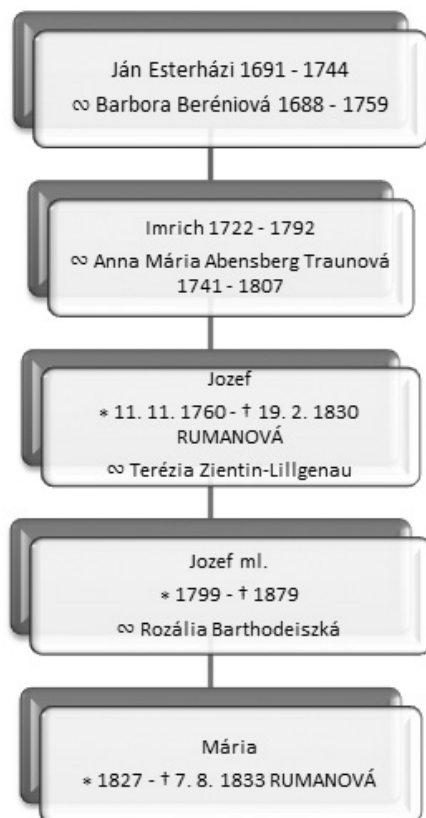 Ján Esterházi 1691 - 1744
∾ Barbora Beréniová 1688 - 1759
Imrich 1722 - 1792
∾ Anna Mária Abensberg Traunová
1741 - 1807
Jozef
* 11. 11. 1760 - † 19. 2. 1830
RUMANOVÁ
∾ Terézia Zientin-Lillgenau
Jozef ml.
* 1799 - † 1879
∾ Rozália Barthodeiszká
Mária
* 1827 - † 7. 8. 1833 RUMANOVÁ